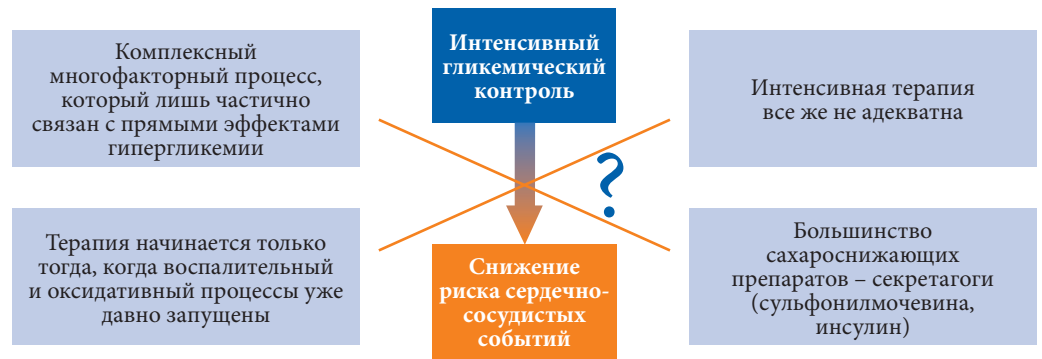 Комплексный
многофакторный процесс,
который лишь частично
связан с прямыми эффектами
гипергликемии
Интенсивный
гликемический
контроль
Интенсивная терапия
все же не адекватна
?
Терапия начинается только
тогда, когда воспалительный
и оксидативный процессы уже
давно запущены
Снижение
риска сердечно-
сосудистых
событий
Большинство
сахароснижающих
препаратов – секретагоги
(сульфонилмочевина,
инсулин)